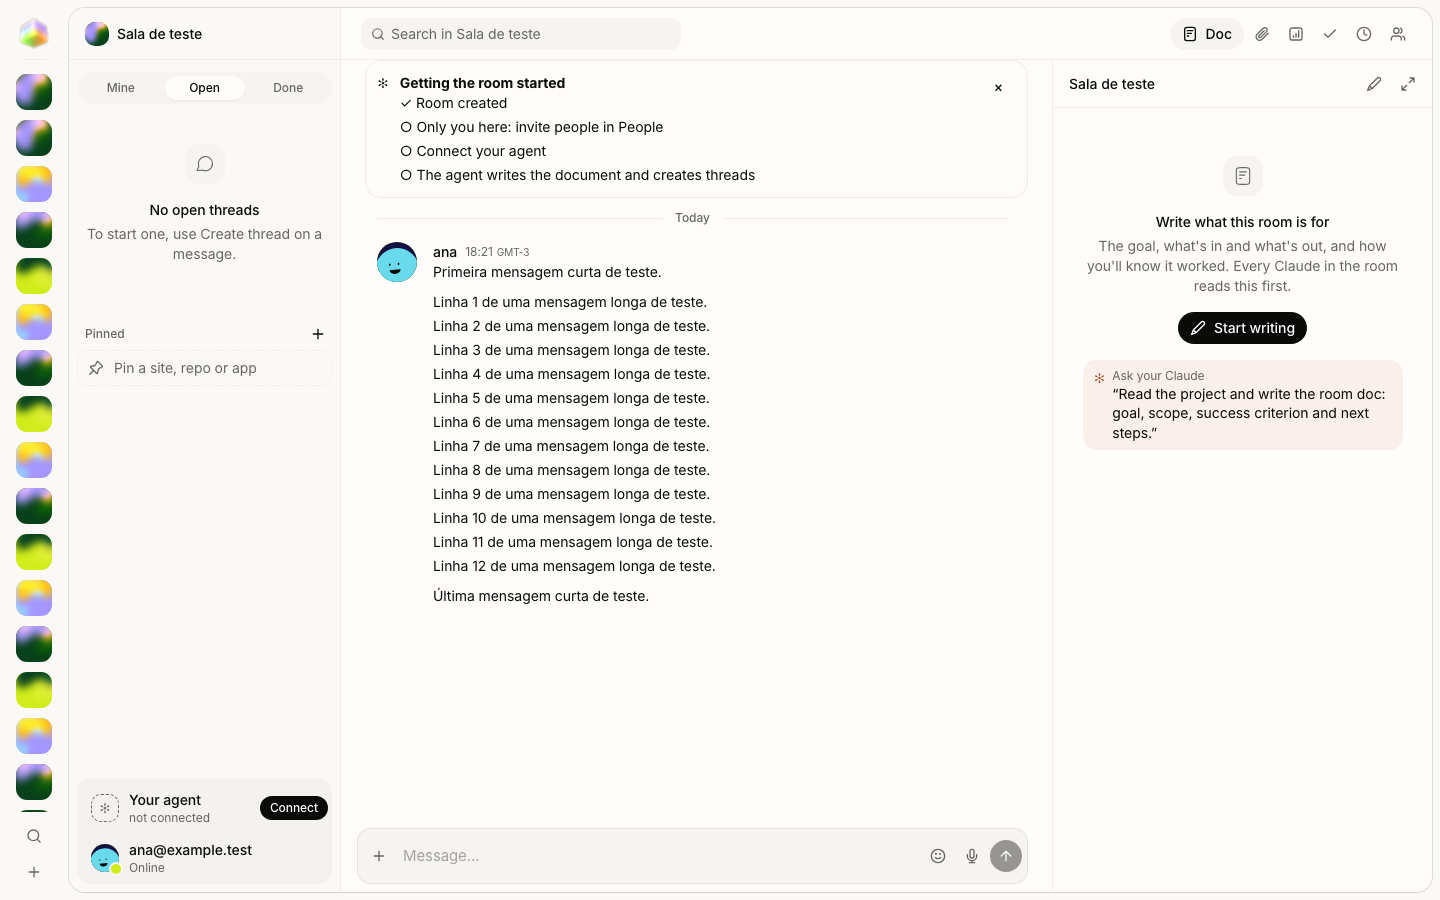 Sala de teste
Search in Sala de teste
Doc
Mine
Open
Done
No open threads
To start one, use Create thread on a
message.
Pinned
Pin a site, repo or app
Your agent
not connected
Connect
ana@example.test
Online
Getting the room started
✓ Room created
Only you here: invite people in People
Connect your agent
The agent writes the document and creates threads
Today
ana 18:21 GMT-3
Primeira mensagem curta de teste.
Linha 1 de uma mensagem longa de teste.
Linha 2 de uma mensagem longa de teste.
Linha 3 de uma mensagem longa de teste.
Linha 4 de uma mensagem longa de teste.
Linha 5 de uma mensagem longa de teste.
Linha 6 de uma mensagem longa de teste.
Linha 7 de uma mensagem longa de teste.
Linha 8 de uma mensagem longa de teste.
Linha 9 de uma mensagem longa de teste.
Linha 10 de uma mensagem longa de teste.
Linha 11 de uma mensagem longa de teste.
Linha 12 de uma mensagem longa de teste.
Última mensagem curta de teste.
Message...
Sala de teste
Write what this room is for
The goal, what's in and what's out, and how
you'll know it worked. Every Claude in the room
reads this first.
Start writing
Ask your Claude
“Read the project and write the room doc:
goal, scope, success criterion and next
steps.”